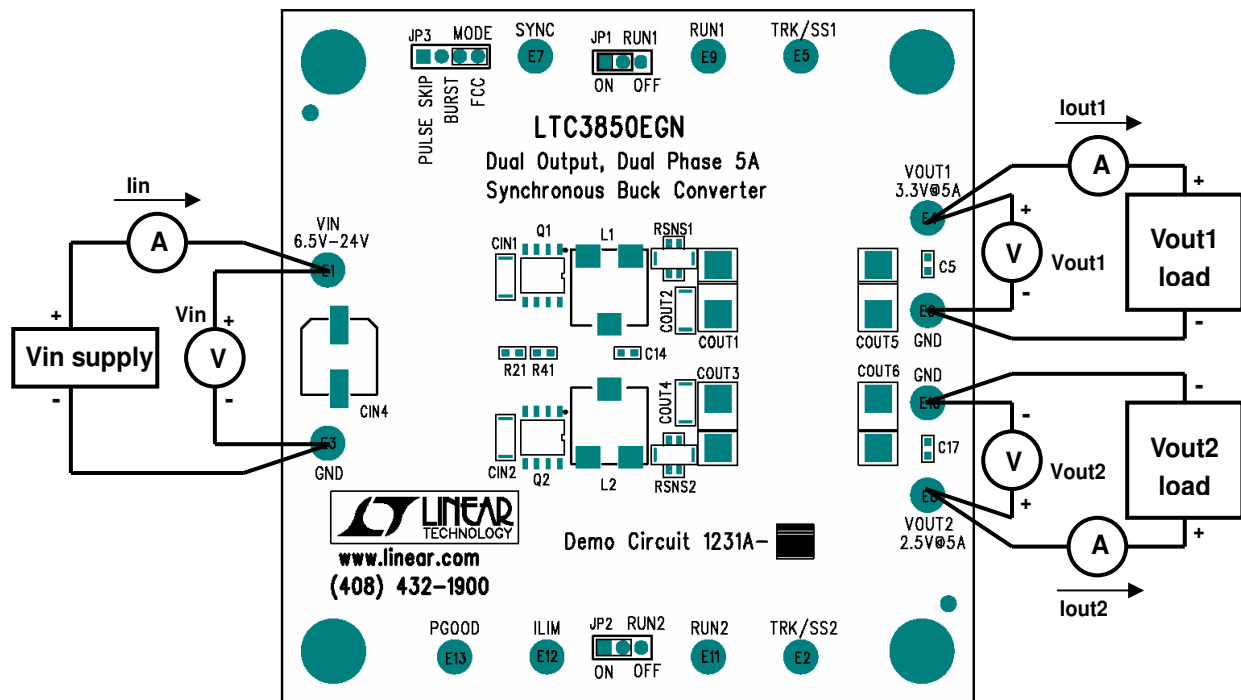 JP3 MODE
PULSE SKIP
BURST
FCC
SYNC
E7
JP1 RUN1
ON OFF
RUN1
E9
TRK/SS1
E5
LTC3850EGN
Dual Output, Dual Phase 5A
Synchronous Buck Converter
Iin
A
VIN
6.5V-24V
E1
Vin
+
V
-
+
Vin supply
-
CIN4
E3
GND
CIN1
Q1
L1
RSNS1
COUT2
COUT1
R21
R41
C14
COUT3
COUT4
CIN2
Q2
L2
RSNS2
COUT5
COUT6
Iout1
A
VOUT1
3.3V@5A
+
V
Vout1
-
C5
GND
+
Vout1
load
-
GND
-
V
Vout2
+
C17
VOUT2
2.5V@5A
-
Vout2
load
+
A
Iout2
LINEAR
TECHNOLOGY
www.linear.com
(408) 432-1900
Demo Circuit 1231A-
PGOOD
E13
ILIM
E12
JP2 RUN2
ON OFF
RUN2
E11
TRK/SS2
E2